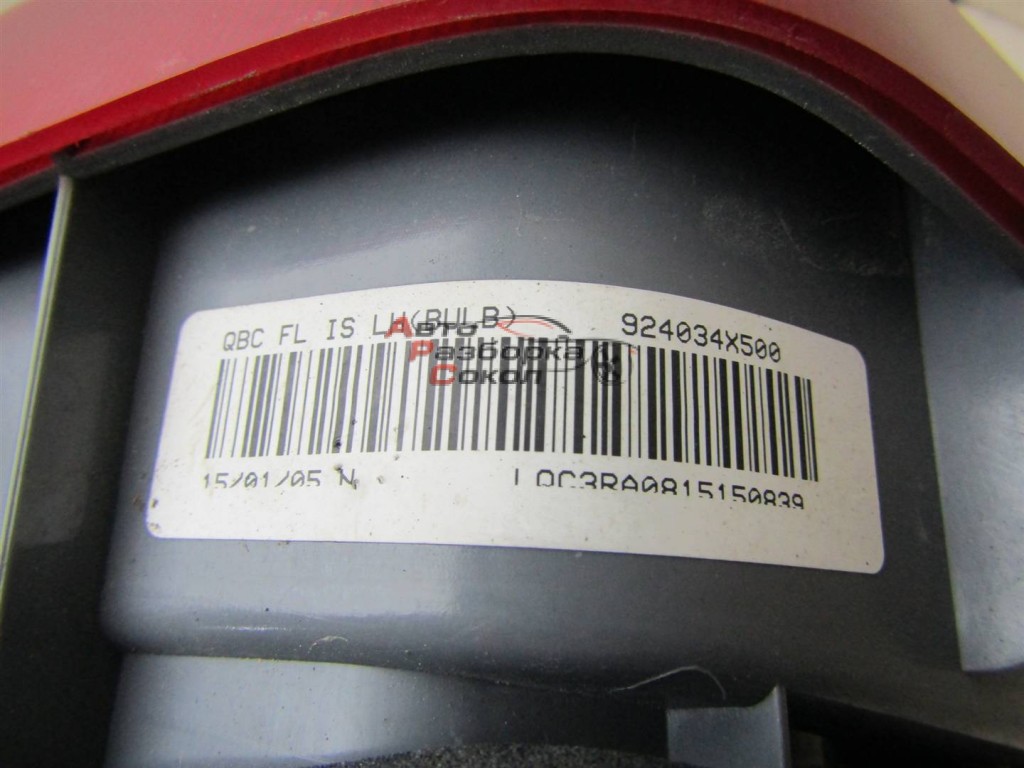 QBC FL IS LH(BULB) 924034X500
Авто
Разборка
Сокол
15/01/05 N LQC3RA0815150839